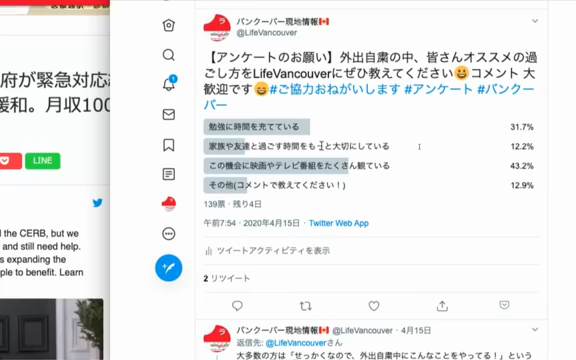 府が緊急対応
緩和。月収100
LINE
d the CERB, but we
and still need help.
s expanding the
ple to benefit. Learn
1
バンクーバー現地情報🇨🇦
@LifeVancouver
【アンケートのお願い】外出自粛の中、皆さんオススメの過
ごし方をLifeVancouverにぜひ教えてください😀コメント 大
歓迎です😄#ご協力おねがいします #アンケート #バンクー
バー
勉強に時間を充てている 31.7%
家族や友達と過ごす時間をもっと大切にしている 12.2%
この機会に映画やテレビ番組をたくさん観ている 43.2%
その他(コメントで教えてください！) 12.9%
139票・残り4日
午前7:54・2020年4月15日・Twitter Web App
ツイートアクティビティを表示
2 リツイート
バンクーバー現地情報🇨🇦 @LifeVancouver・4月15日
返信先: @LifeVancouverさん
大多数の方は「せっかくなので、外出自粛中にこんなことをやってる！」という